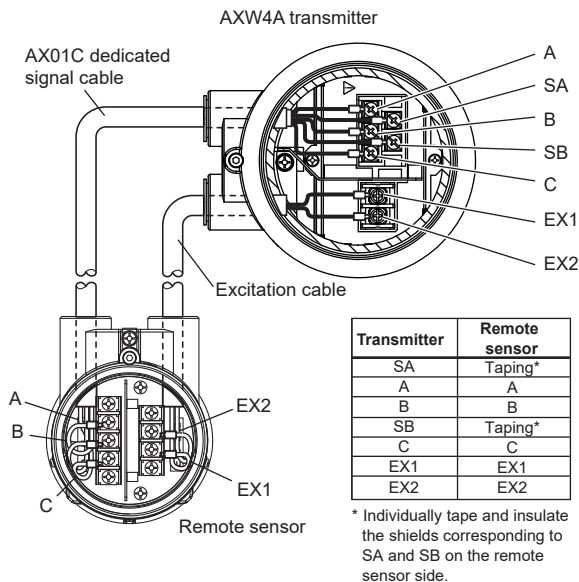 AXW4A transmitter
AX01C dedicated
signal cable
A
SA
B
SB
C
EX1
EX2
Excitation cable
A
B
C
EX2
EX1
Remote sensor
Transmitter Remote
sensor
SA Taping*
A A
B B
SB Taping*
C C
EX1 EX1
EX2 EX2
* Individually tape and insulate
the shields corresponding to
SA and SB on the remote
sensor side.